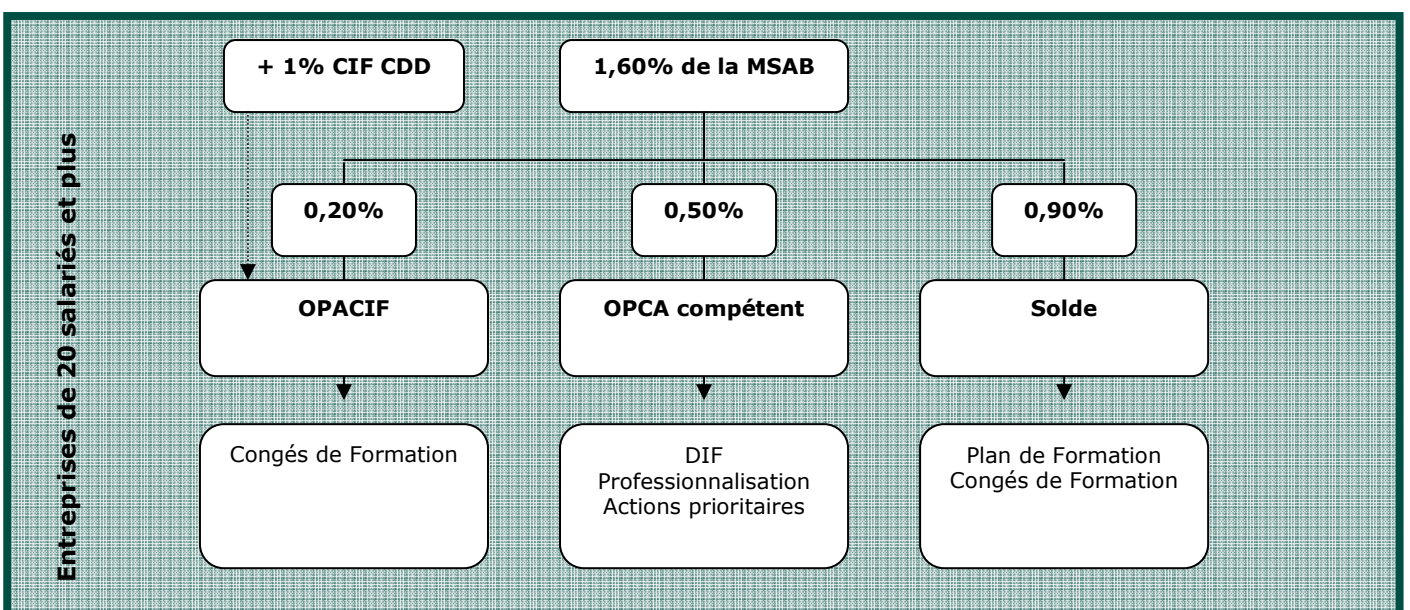 Entreprises de 20 salariés et plus
+ 1% CIF CDD
1,60% de la MSAB
0,20%
0,50%
0,90%
OPACIF
OPCA compétent
Solde
Congés de Formation
DIF
Professionnalisation
Actions prioritaires
Plan de Formation
Congés de Formation